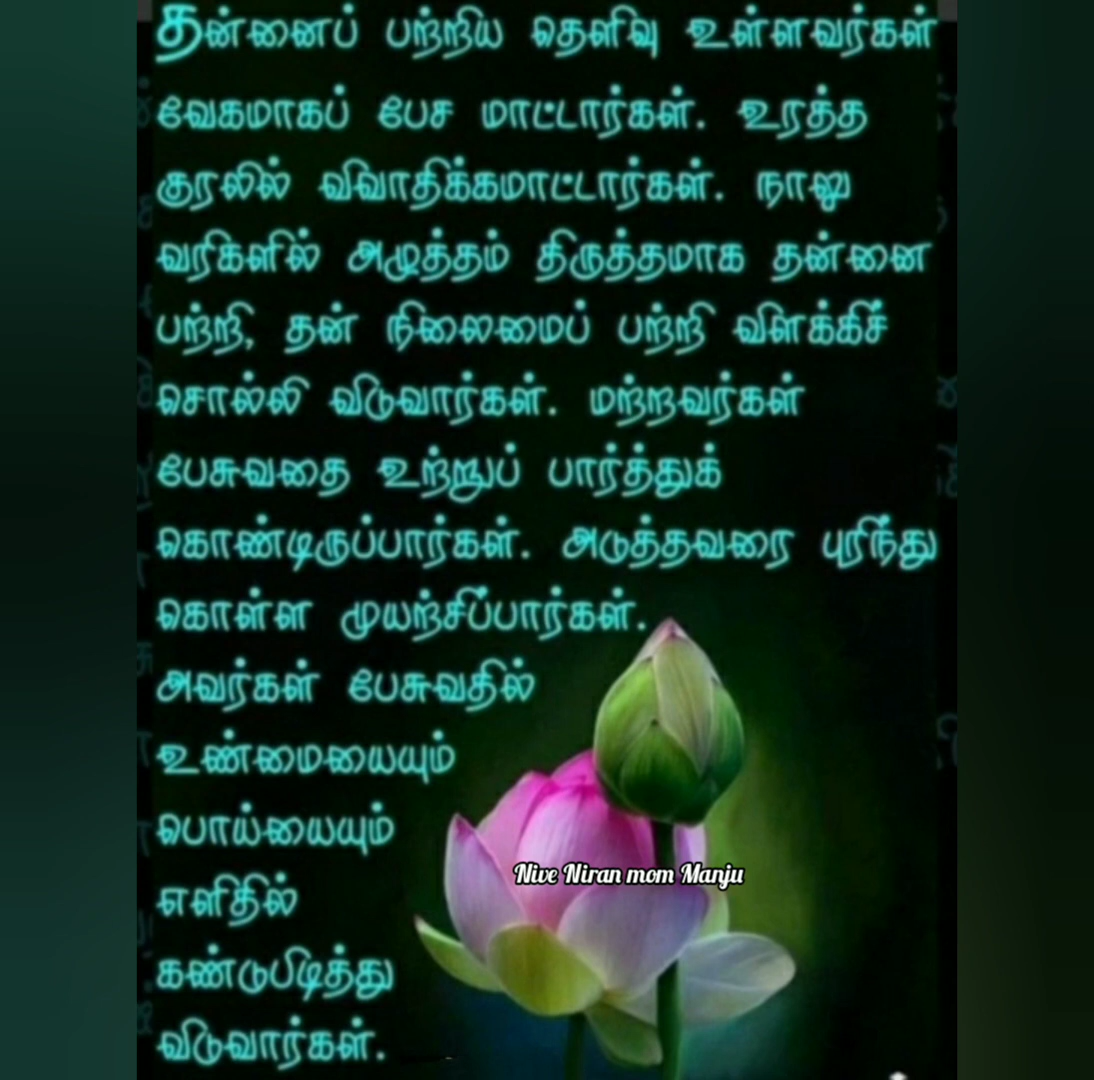 தன்னைப் பற்றிய தெளிவு உள்ளவர்கள்
வேகமாகப் பேச மாட்டார்கள். உரத்த
குரலில் விவாதிக்கமாட்டார்கள். நாலு
வரிகளில் அழுத்தம் திருத்தமாக தன்னை
பற்றி, தன் நிலைமைப் பற்றி விளக்கிச்
சொல்லி விடுவார்கள். மற்றவர்கள்
பேசுவதை உற்றுப் பார்த்துக்
கொண்டிருப்பார்கள். அடுத்தவரை புரிந்து
கொள்ள முயற்சிப்பார்கள்.
அவர்கள் பேசுவதில்
உண்மையையும்
பொய்யையும்
எளிதில்
கண்டுபிடித்து
விடுவார்கள்.
Nive Niran mom Manju